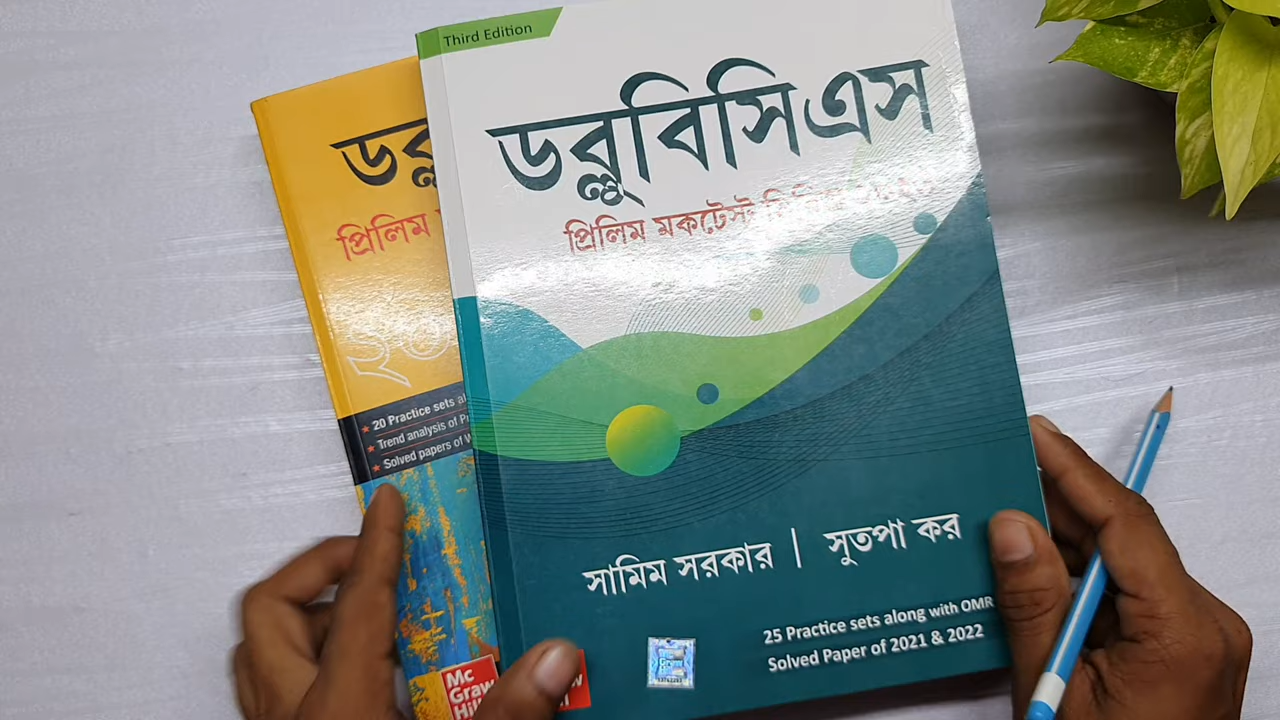 Third Edition
ডব্লুবিসিএস
প্রিলিম মকটেস্ট
সামিম সরকার | সুতপা কর
25 Practice sets along with OMR
Solved Paper of 2021 & 2022
প্রিলিম
20 Practice sets
Trend analysis of
Solved papers of
Mc
Graw
Hill